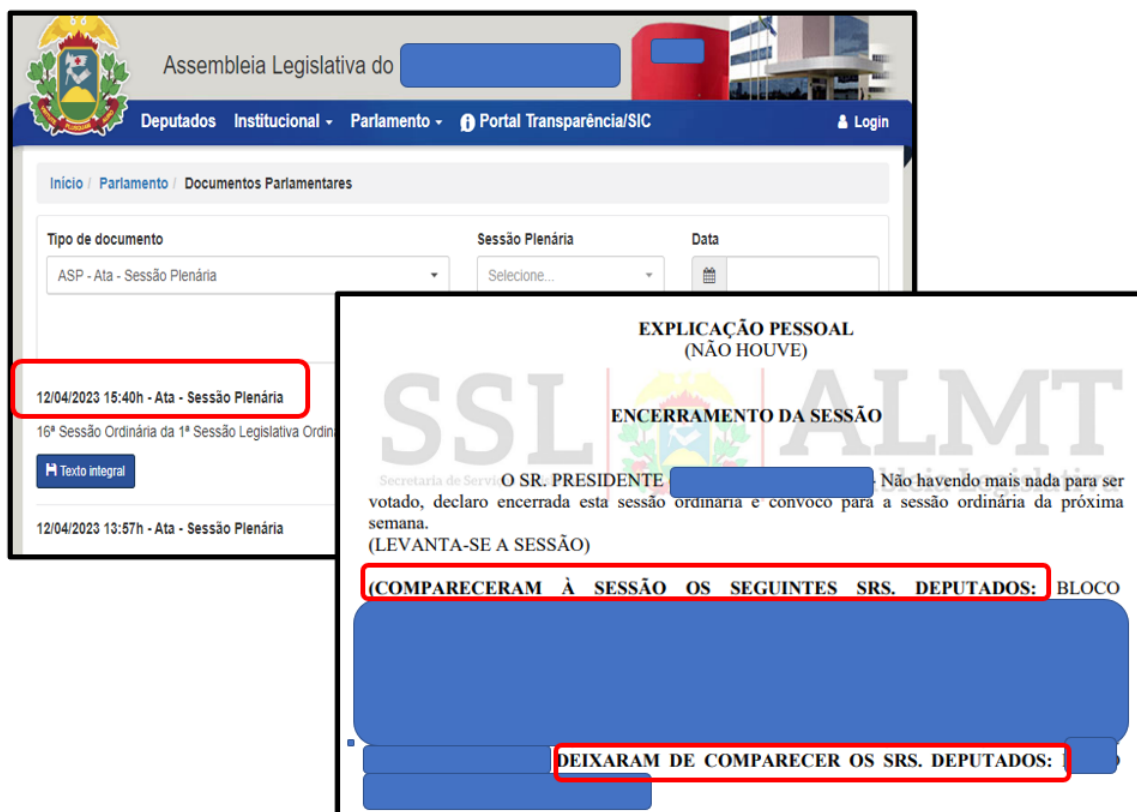 Assembleia Legislativa do
Deputados Institucional Parlamento Portal Transparência/SIC Login
Início / Parlamento / Documentos Parlamentares
Tipo de documento Sessão Plenária Data
ASP - Ata - Sessão Plenária Selecione...
12/04/2023 15:40h - Ata - Sessão Plenária
16ª Sessão Ordinária da 1ª Sessão Legislativa
Texto integral
12/04/2023 13:57h - Ata - Sessão Plenária
EXPLICAÇÃO PESSOAL
(NÃO HOUVE)
SSL ALMT
ENCERRAMENTO DA SESSÃO
Secretaria de
O SR. PRESIDENTE Não havendo mais nada para ser
votado, declaro encerrada esta sessão ordinária e convoco para a sessão ordinária da próxima
semana.
(LEVANTA-SE A SESSÃO)
(COMPARECERAM À SESSÃO OS SEGUINTES SRS. DEPUTADOS: BLOCO
DEIXARAM DE COMPARECER OS SRS. DEPUTADOS: